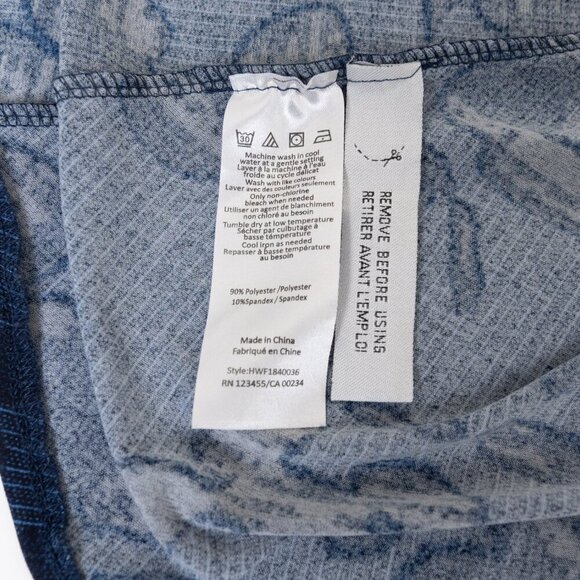 30
Machine wash in cool
water at a gentle setting
Layer à la machine à l'eau
froide au cycle délicat
Wash with like colours
Laver avec des couleurs seulement
Only non-chlorine
bleach when needed
Utiliser un agent de blanchiment
non chloré au besoin
Tumble dry at low temperature
Sécher par culbutage à
basse température
Cool iron as needed
Repasser à basse température
au besoin
90% Polyester /Polyester
10%Spandex / Spandex
Made in China
Fabriqué en Chine
Style:HWF1840036
RN 123455/CA 00234
REMOVE BEFORE USING
RETIRER AVANT L'EMPLOI